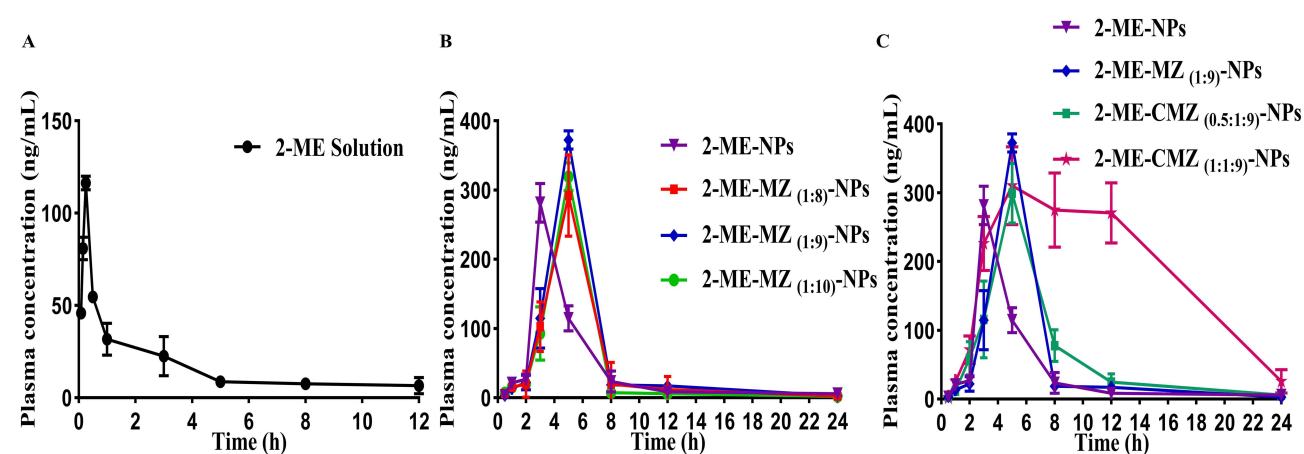 A
Plasma concentration (ng/mL)
150
100
50
0
0 2 4 6 8 10 12
Time (h)
2-ME Solution
B
Plasma concentration (ng/mL)
400
300
200
100
0
0 2 4 6 8 10 12 14 16 18 20 22 24
Time (h)
2-ME-NPs
2-ME-MZ (1:8)-NPs
2-ME-MZ (1:9)-NPs
2-ME-MZ (1:10)-NPs
C
Plasma concentration (ng/mL)
400
300
200
100
0
0 2 4 6 8 10 12 14 16 18 20 22 24
Time (h)
2-ME-NPs
2-ME-MZ (1:9)-NPs
2-ME-CMZ (0.5:1:9)-NPs
2-ME-CMZ (1:1:9)-NPs